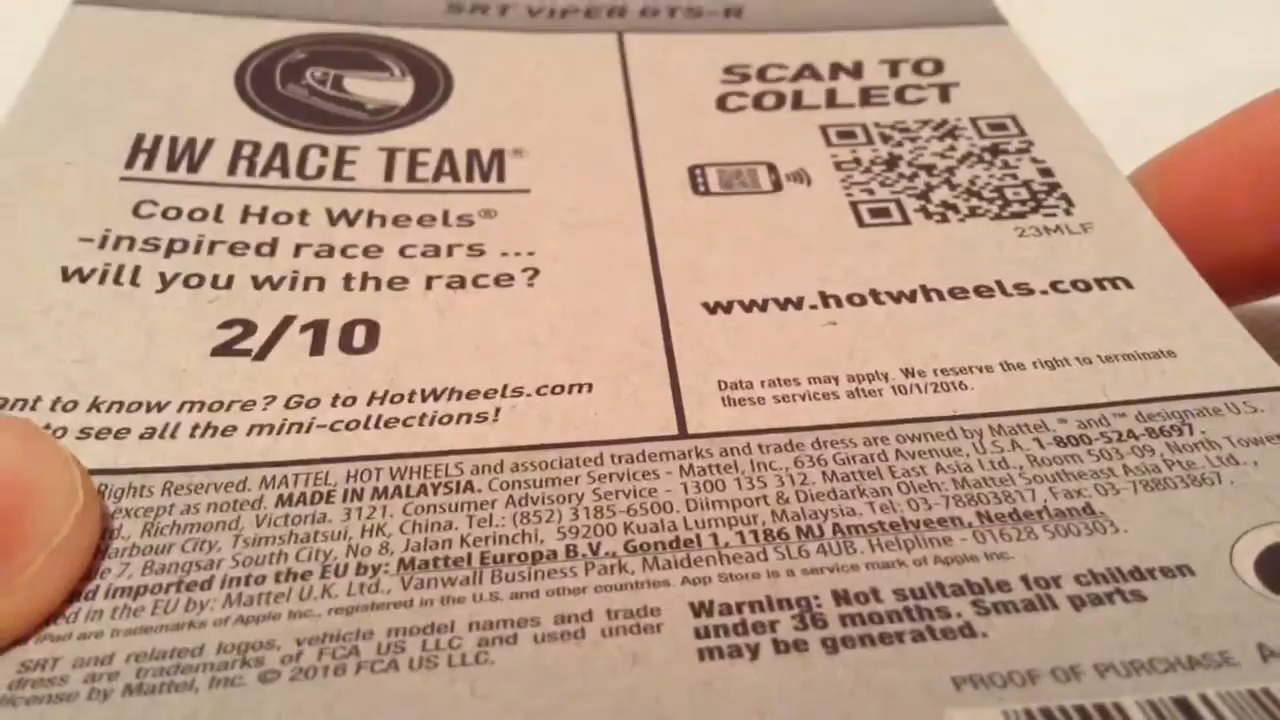 SRT VIPER GTS-R
HW RACE TEAM®
Cool Hot Wheels®
-inspired race cars ...
will you win the race?
2/10
ant to know more? Go to HotWheels.com
to see all the mini-collections!
SCAN TO
COLLECT
23MLF
www.hotwheels.com
Data rates may apply. We reserve the right to terminate
these services after 10/1/2016.
Rights Reserved. MATTEL, HOT WHEELS and associated trademarks and trade dress are owned by Mattel. ® and ™ designate U.S.
except as noted. MADE IN MALAYSIA. Consumer Services - Mattel, Inc., 636 Girard Avenue, U.S.A. 1-800-524-8697.
td., Richmond, Victoria. 3121. Consumer Advisory Service - 1300 135 312. Mattel East Asia Ltd., Room 503-09, North Tower
arbour City, Tsimshatsui, HK, China. Tel.: (852) 3185-6500. Diimport & Diedarkan Oleh: Mattel Southeast Asia Pte. Ltd.,
e 7, Bangsar South City, No 8, Jalan Kerinchi, 59200 Kuala Lumpur, Malaysia. Tel: 03-78803817, Fax: 03-78803867.
d imported into the EU by: Mattel Europa B.V., Gondel 1, 1186 MJ Amstelveen, Nederland.
ed in the EU by: Mattel U.K. Ltd., Vanwall Business Park, Maidenhead SL6 4UB. Helpline - 01628 500303.
iPad are trademarks of Apple Inc., registered in the U.S. and other countries. App Store is a service mark of Apple Inc.
SRT and related logos, vehicle model names and trade
dress are trademarks of FCA US LLC and used under
license by Mattel, Inc. © 2016 FCA US LLC.
Warning: Not suitable for children
under 36 months. Small parts
may be generated.
PROOF OF PURCHASE